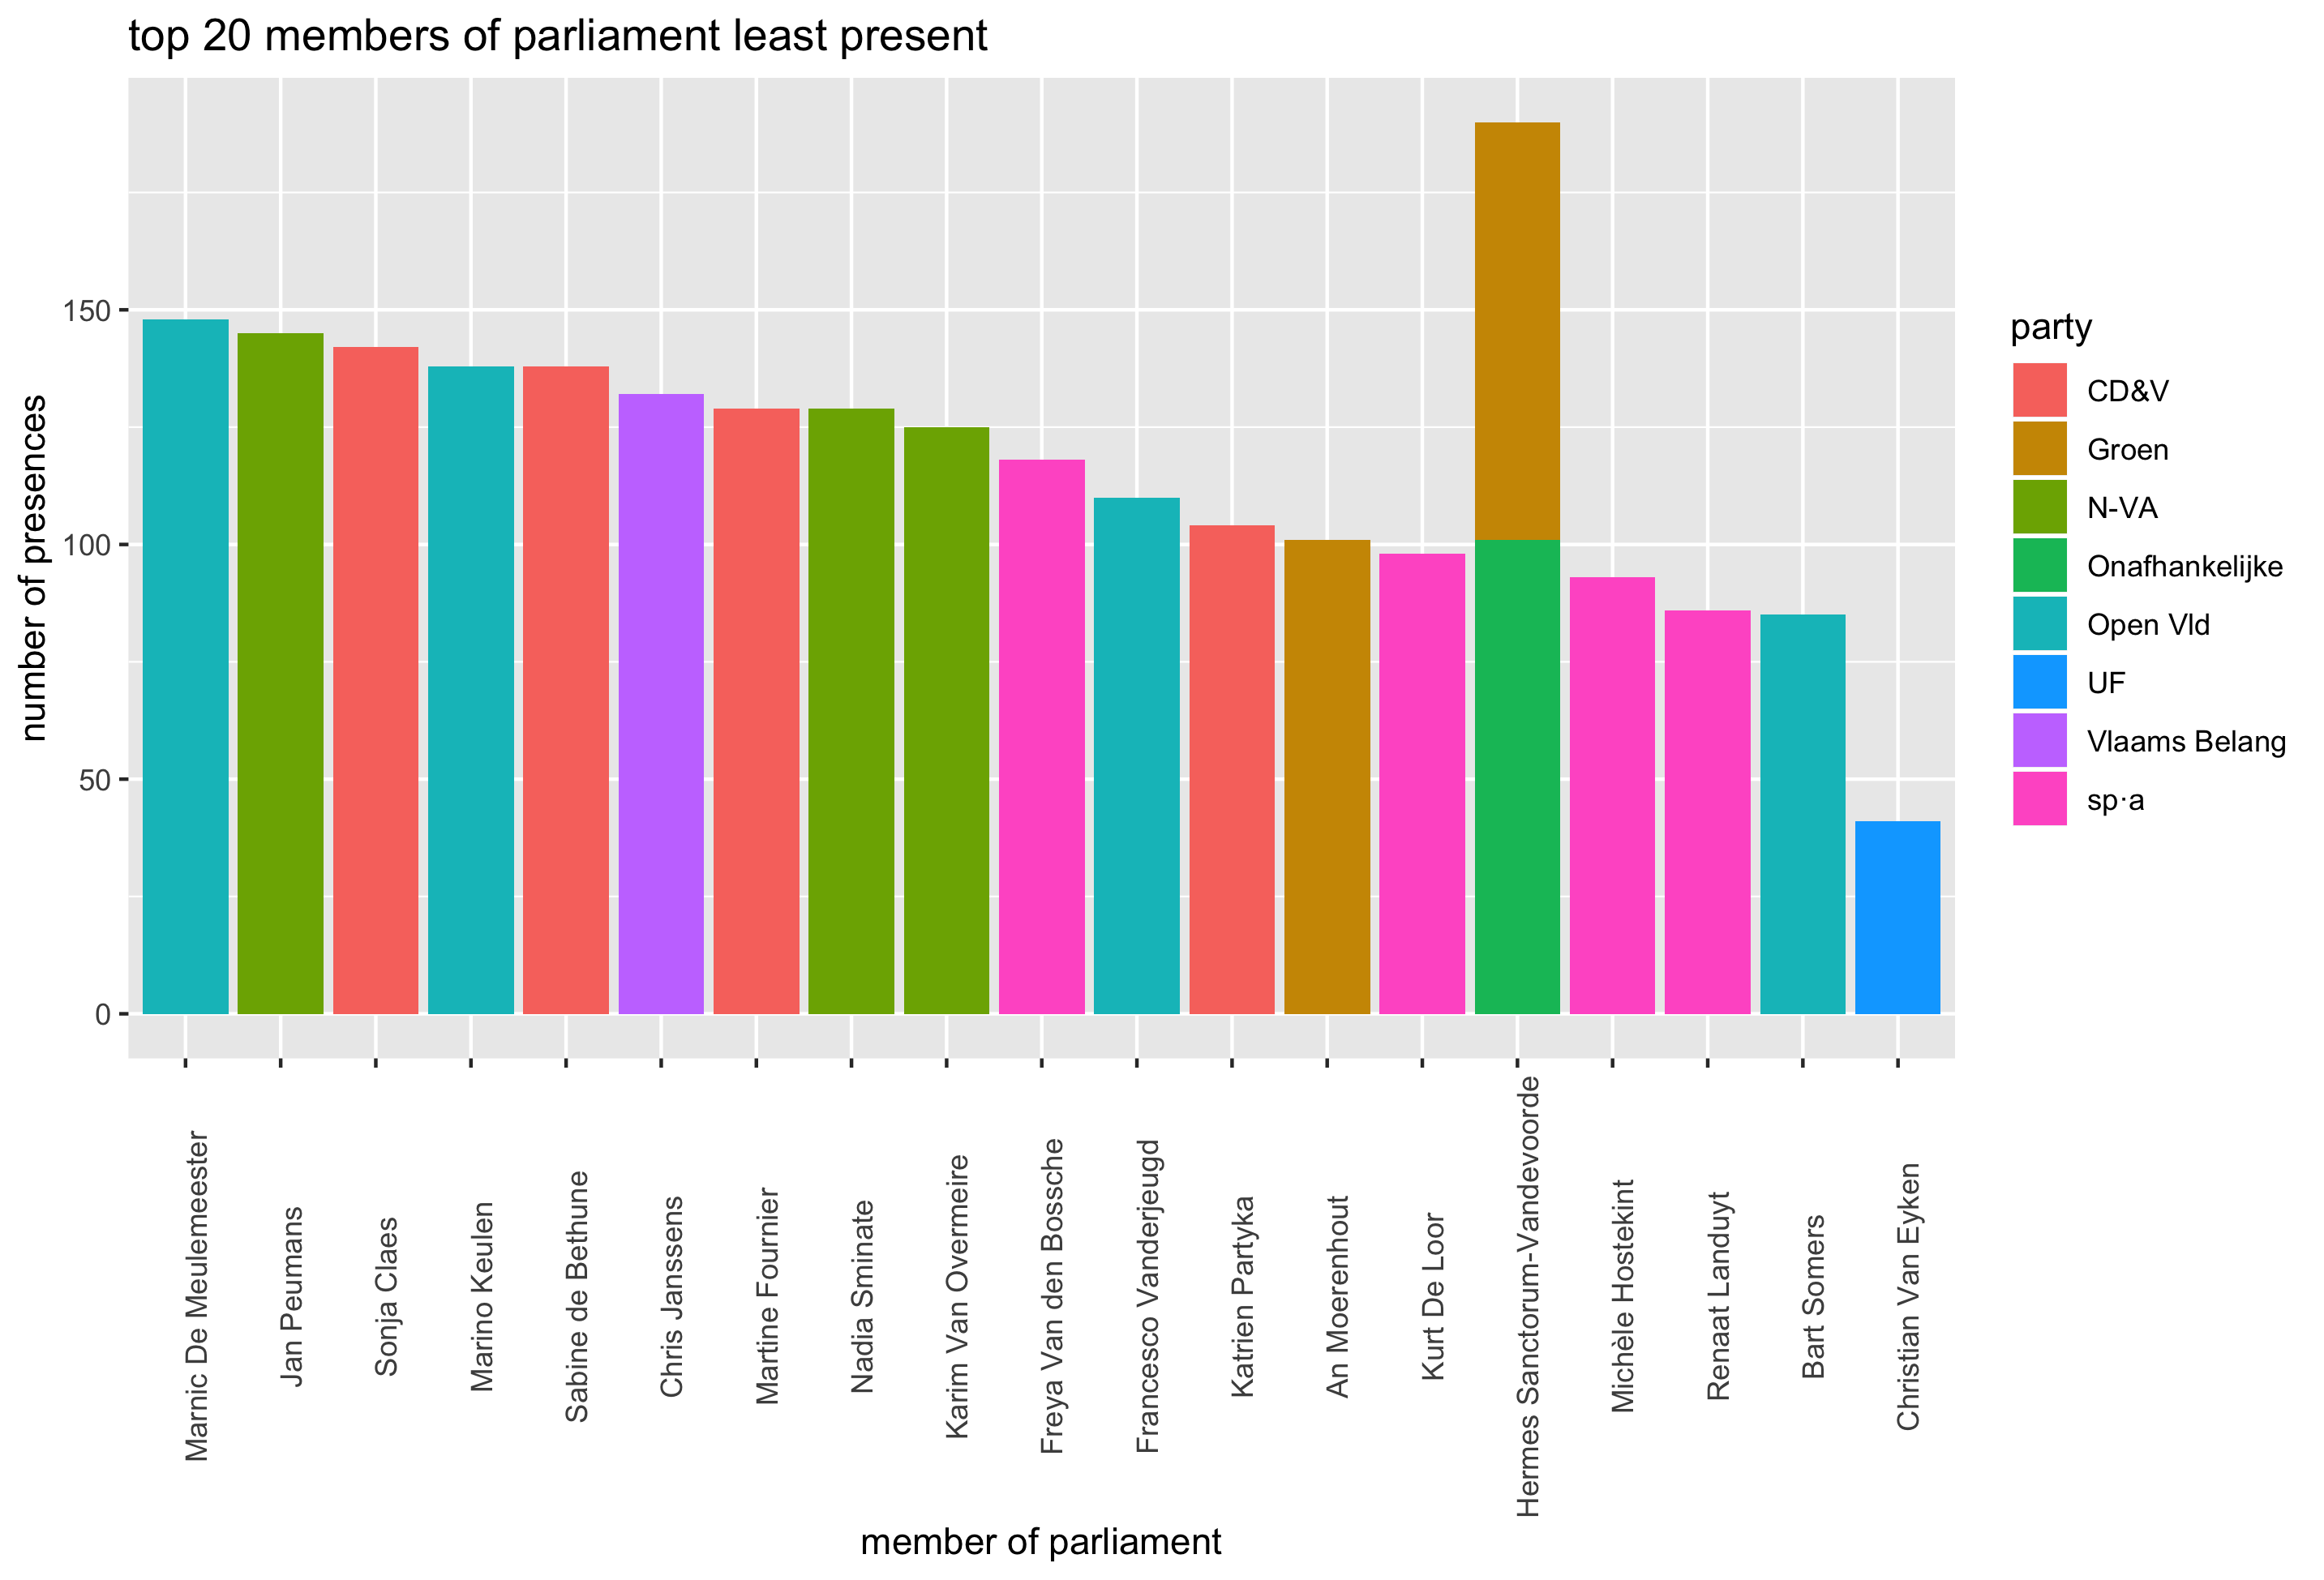 top 20 members of parliament least present
number of presences
150
100
50
0
Marnic De Meulemeester
Jan Peumans
Sonja Claes
Marino Keulen
Sabine de Bethune
Chris Janssens
Martine Fournier
Nadia Sminate
Karim Van Overmeire
Freya Van den Bossche
Francesco Vanderjeugd
Katrien Partyka
An Moerenhout
Kurt De Loor
Hermes Sanctorum-Vandevoorde
Michèle Hostekint
Renaat Landuyt
Bart Somers
Christian Van Eyken
member of parliament
party
CD&V
Groen
N-VA
Onafhankelijke
Open Vld
UF
Vlaams Belang
sp·a